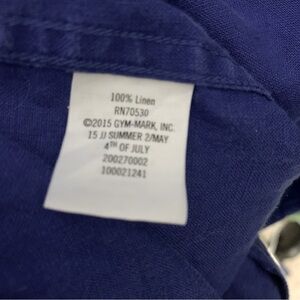 100% Linen
RN70530
©2015 GYM-MARK, INC.
15 JJ SUMMER 2/MAY
4TH OF JULY
200270002
100021241